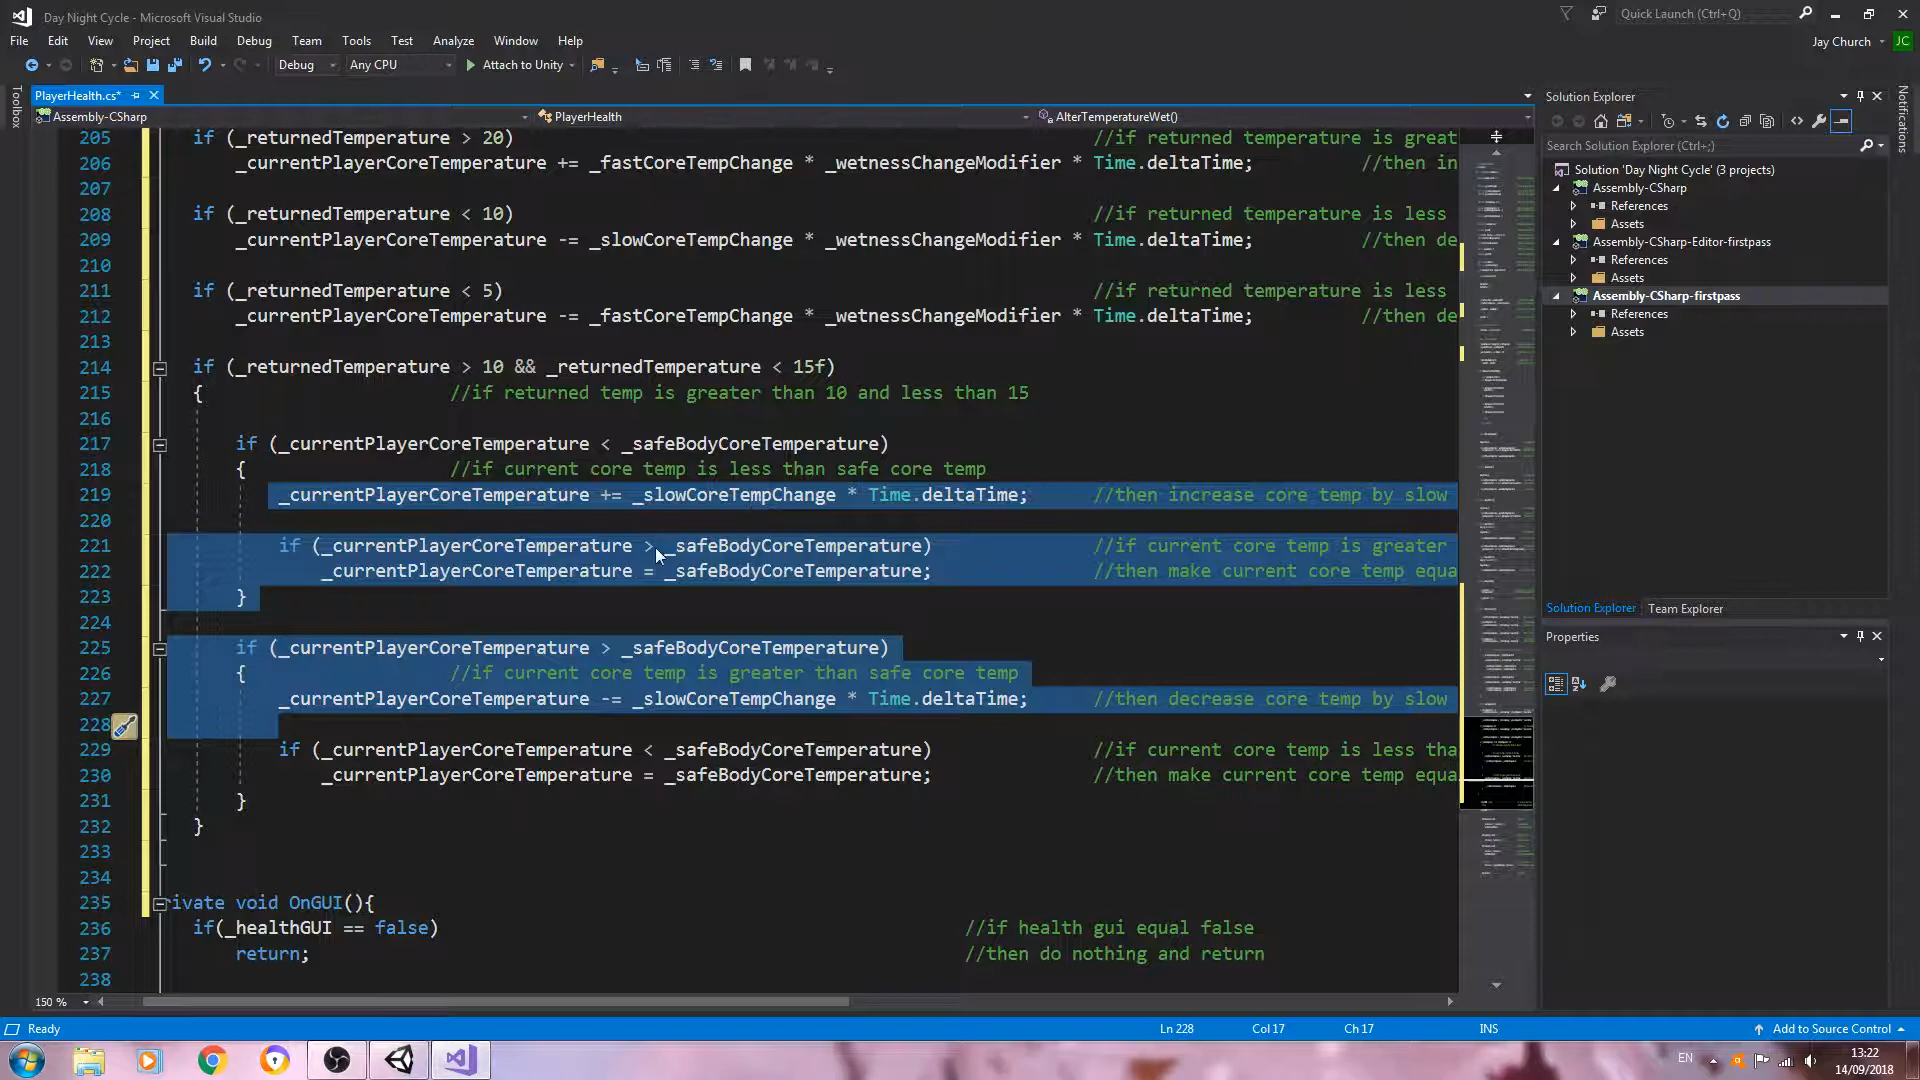 Day Night Cycle - Microsoft Visual Studio
Quick Launch (Ctrl+Q)
File Edit View Project Build Debug Team Tools Test Analyze Window Help
Jay Church JC
Debug Any CPU Attach to Unity
Toolbox
PlayerHealth.cs*
Assembly-CSharp PlayerHealth AlterTemperatureWet()
205 if (_returnedTemperature > 20) //if returned temperature is great
206 _currentPlayerCoreTemperature += _fastCoreTempChange * _wetnessChangeModifier * Time.deltaTime; //then in
207
208 if (_returnedTemperature < 10) //if returned temperature is less
209 _currentPlayerCoreTemperature -= _slowCoreTempChange * _wetnessChangeModifier * Time.deltaTime; //then de
210
211 if (_returnedTemperature < 5) //if returned temperature is less
212 _currentPlayerCoreTemperature -= _fastCoreTempChange * _wetnessChangeModifier * Time.deltaTime; //then de
213
214 if (_returnedTemperature > 10 && _returnedTemperature < 15f)
215 { //if returned temp is greater than 10 and less than 15
216
217 if (_currentPlayerCoreTemperature < _safeBodyCoreTemperature)
218 { //if current core temp is less than safe core temp
219 _currentPlayerCoreTemperature += _slowCoreTempChange * Time.deltaTime; //then increase core temp by slow
220
221 if (_currentPlayerCoreTemperature > _safeBodyCoreTemperature) //if current core temp is greater
222 _currentPlayerCoreTemperature = _safeBodyCoreTemperature; //then make current core temp equa
223 }
224
225 if (_currentPlayerCoreTemperature > _safeBodyCoreTemperature)
226 { //if current core temp is greater than safe core temp
227 _currentPlayerCoreTemperature -= _slowCoreTempChange * Time.deltaTime; //then decrease core temp by slow
228
229 if (_currentPlayerCoreTemperature < _safeBodyCoreTemperature) //if current core temp is less tha
230 _currentPlayerCoreTemperature = _safeBodyCoreTemperature; //then make current core temp equa
231 }
232 }
233
234
235 rivate void OnGUI(){
236 if(_healthGUI == false) //if health gui equal false
237 return; //then do nothing and return
238
150 %
Solution Explorer
Search Solution Explorer (Ctrl+;)
Solution 'Day Night Cycle' (3 projects)
Assembly-CSharp
References
Assets
Assembly-CSharp-Editor-firstpass
References
Assets
Assembly-CSharp-firstpass
References
Assets
Solution Explorer Team Explorer
Properties
Notifications
Ready Ln 228 Col 17 Ch 17 INS Add to Source Control
EN
13:22
14/09/2018